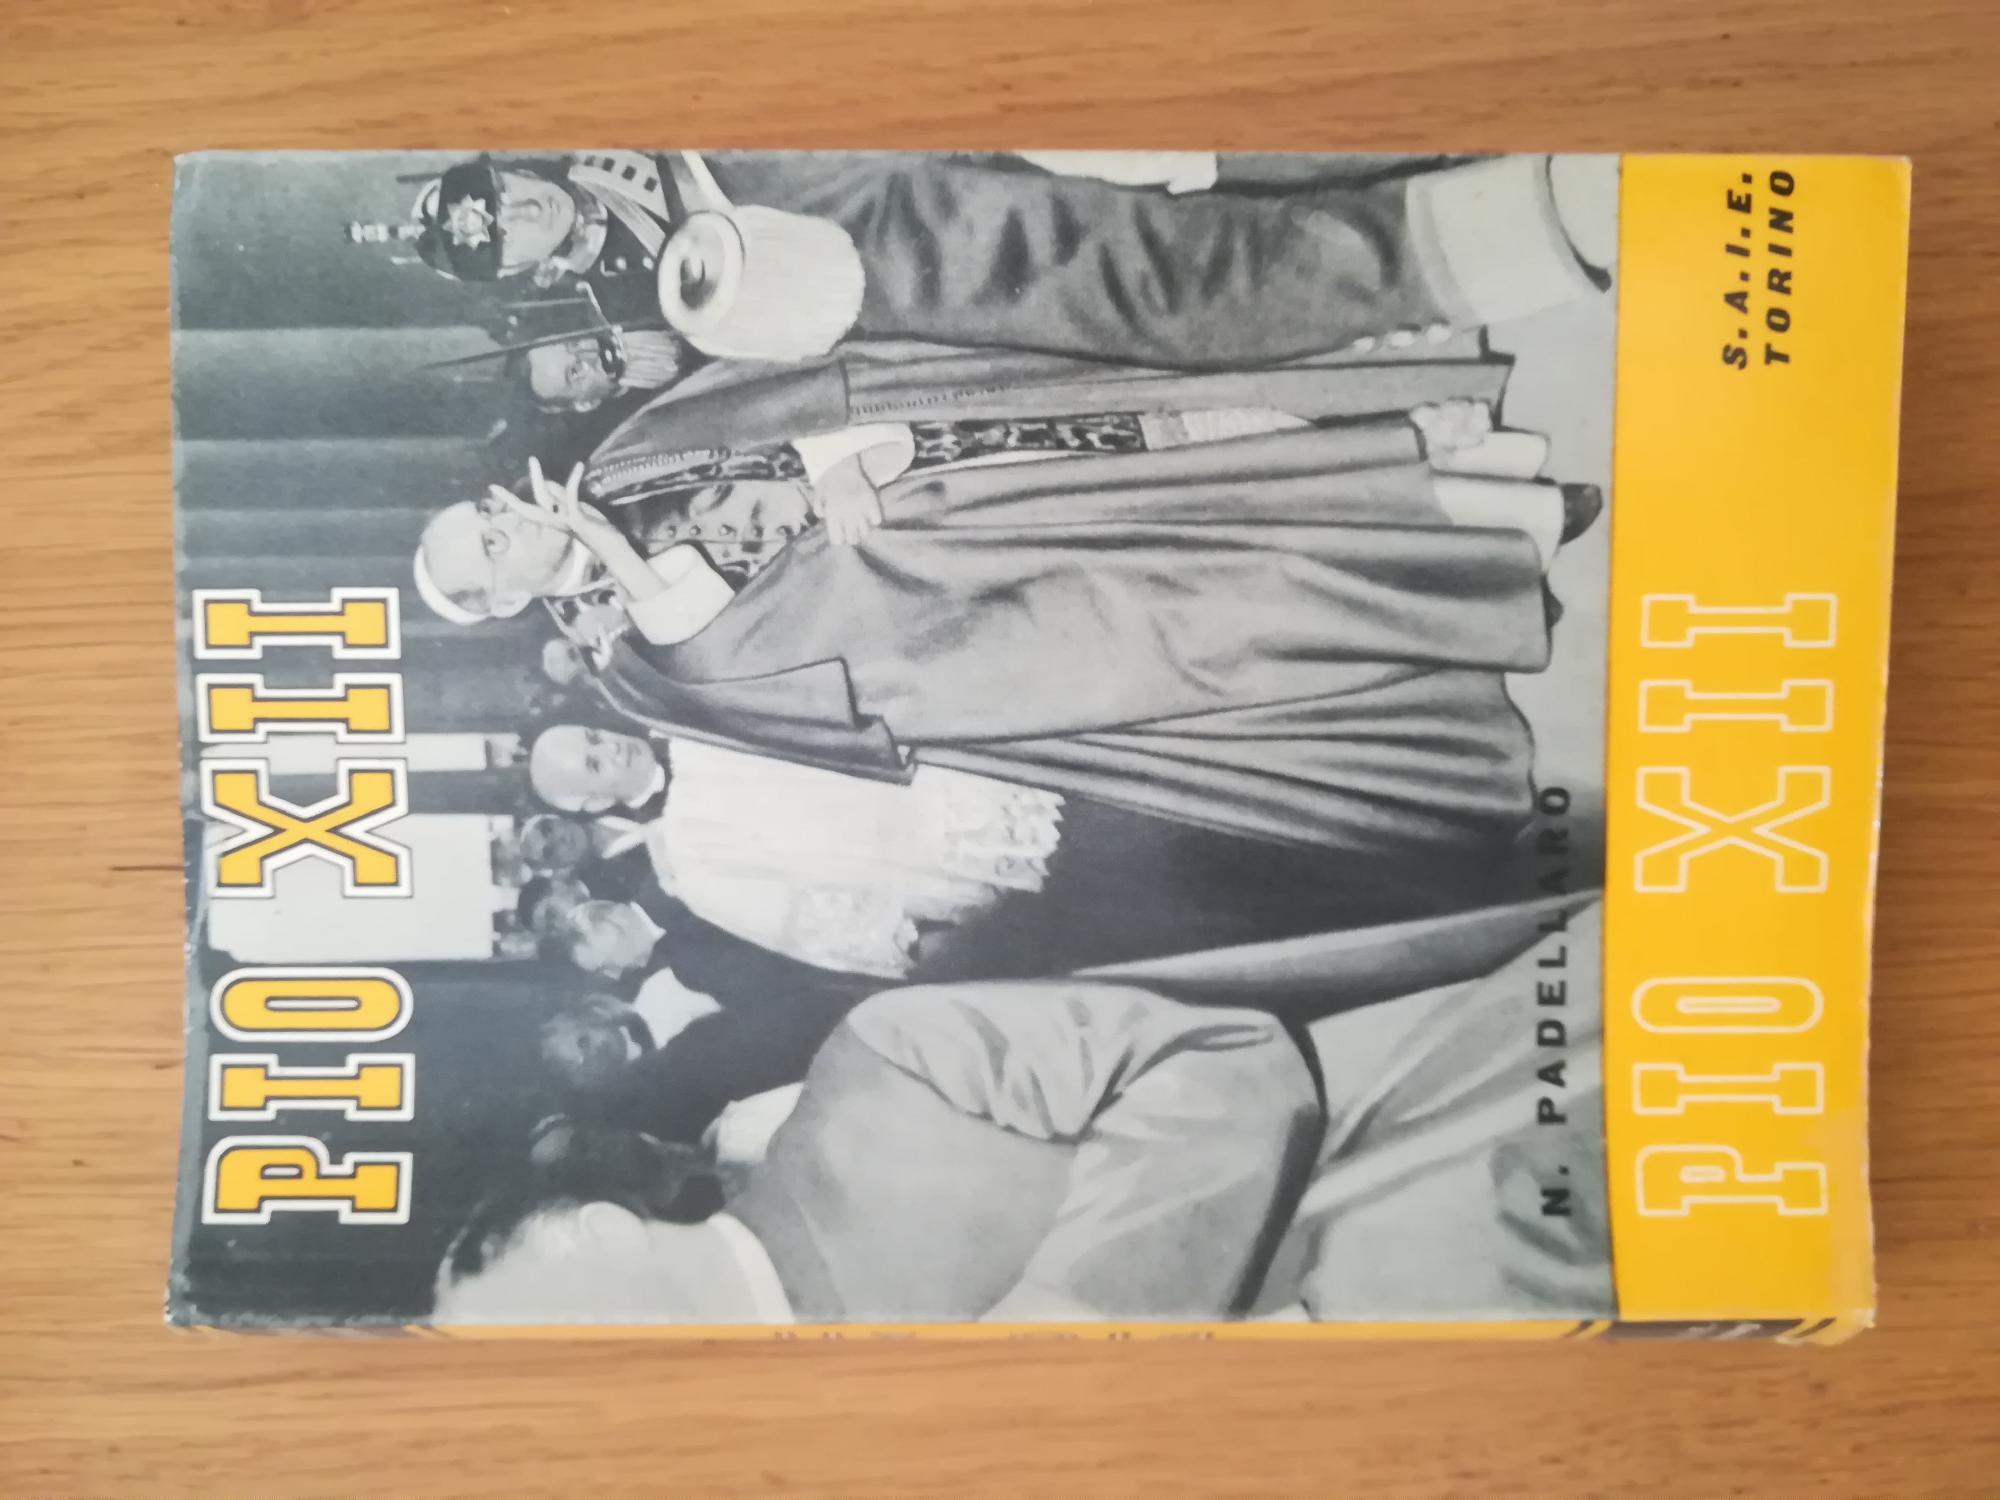 PIO XII
N. PADELLARO
PIO XII
S.A.I.E.
TORINO